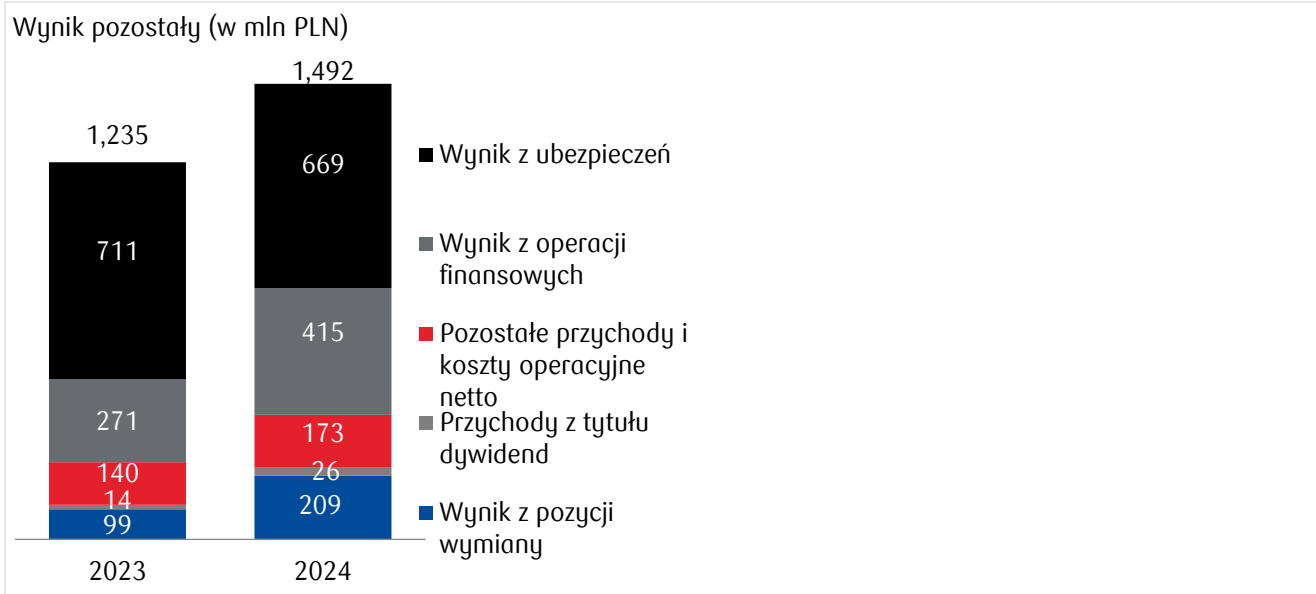 Wynik pozostały (w mln PLN)
1,235
711
271
140
14
99
2023
1,492
669
415
173
26
209
2024
Wynik z ubezpieczeń
Wynik z operacji
finansowych
Pozostałe przychody i
koszty operacyjne
netto
Przychody z tytułu
dywidend
Wynik z pozycji
wymiany